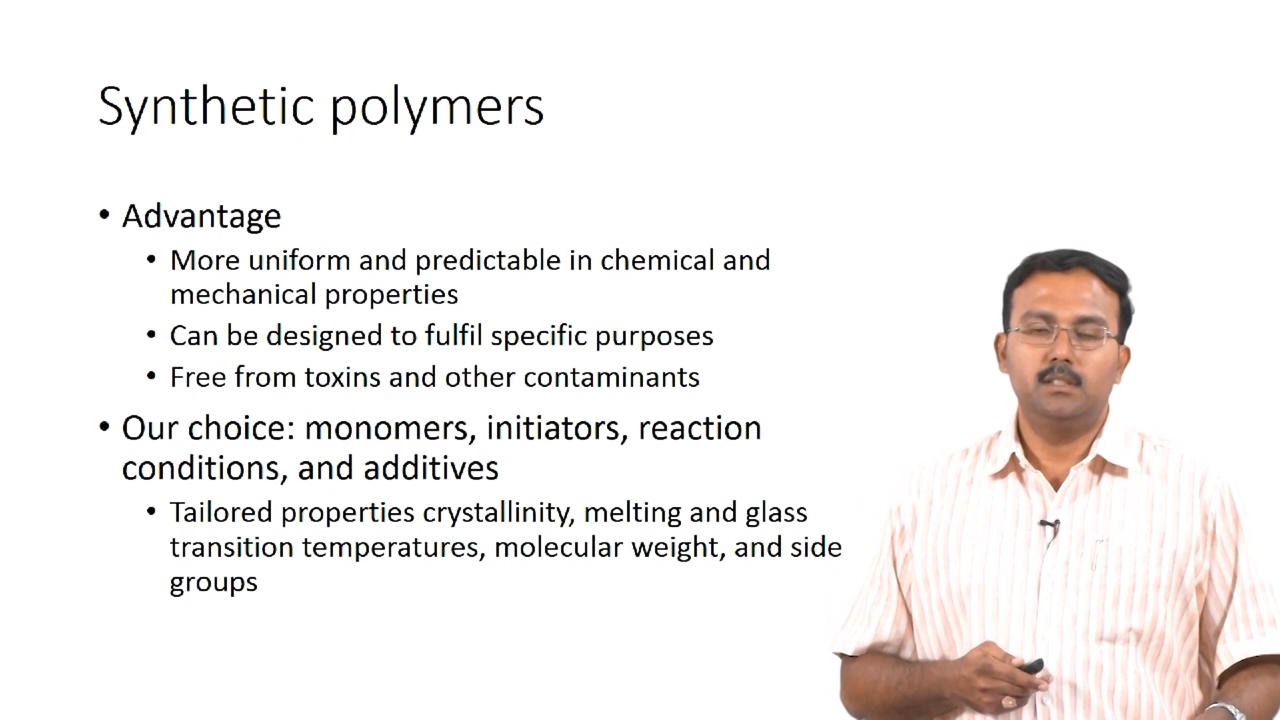 Synthetic polymers
• Advantage
• More uniform and predictable in chemical and
mechanical properties
• Can be designed to fulfil specific purposes
• Free from toxins and other contaminants
• Our choice: monomers, initiators, reaction
conditions, and additives
• Tailored properties crystallinity, melting and glass
transition temperatures, molecular weight, and side
groups